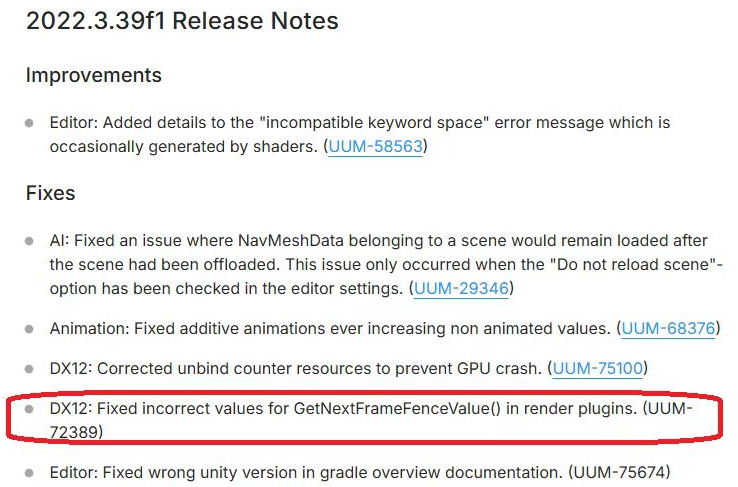 2022.3.39f1 Release Notes
Improvements
Editor: Added details to the "incompatible keyword space" error message which is
occasionally generated by shaders. (UUM-58563)
Fixes
AI: Fixed an issue where NavMeshData belonging to a scene would remain loaded after
the scene had been offloaded. This issue only occurred when the "Do not reload scene"-
option has been checked in the editor settings. (UUM-29346)
Animation: Fixed additive animations ever increasing non animated values. (UUM-68376)
DX12: Corrected unbind counter resources to prevent GPU crash. (UUM-75100)
DX12: Fixed incorrect values for GetNextFrameFenceValue() in render plugins. (UUM-
72389)
Editor: Fixed wrong unity version in gradle overview documentation. (UUM-75674)